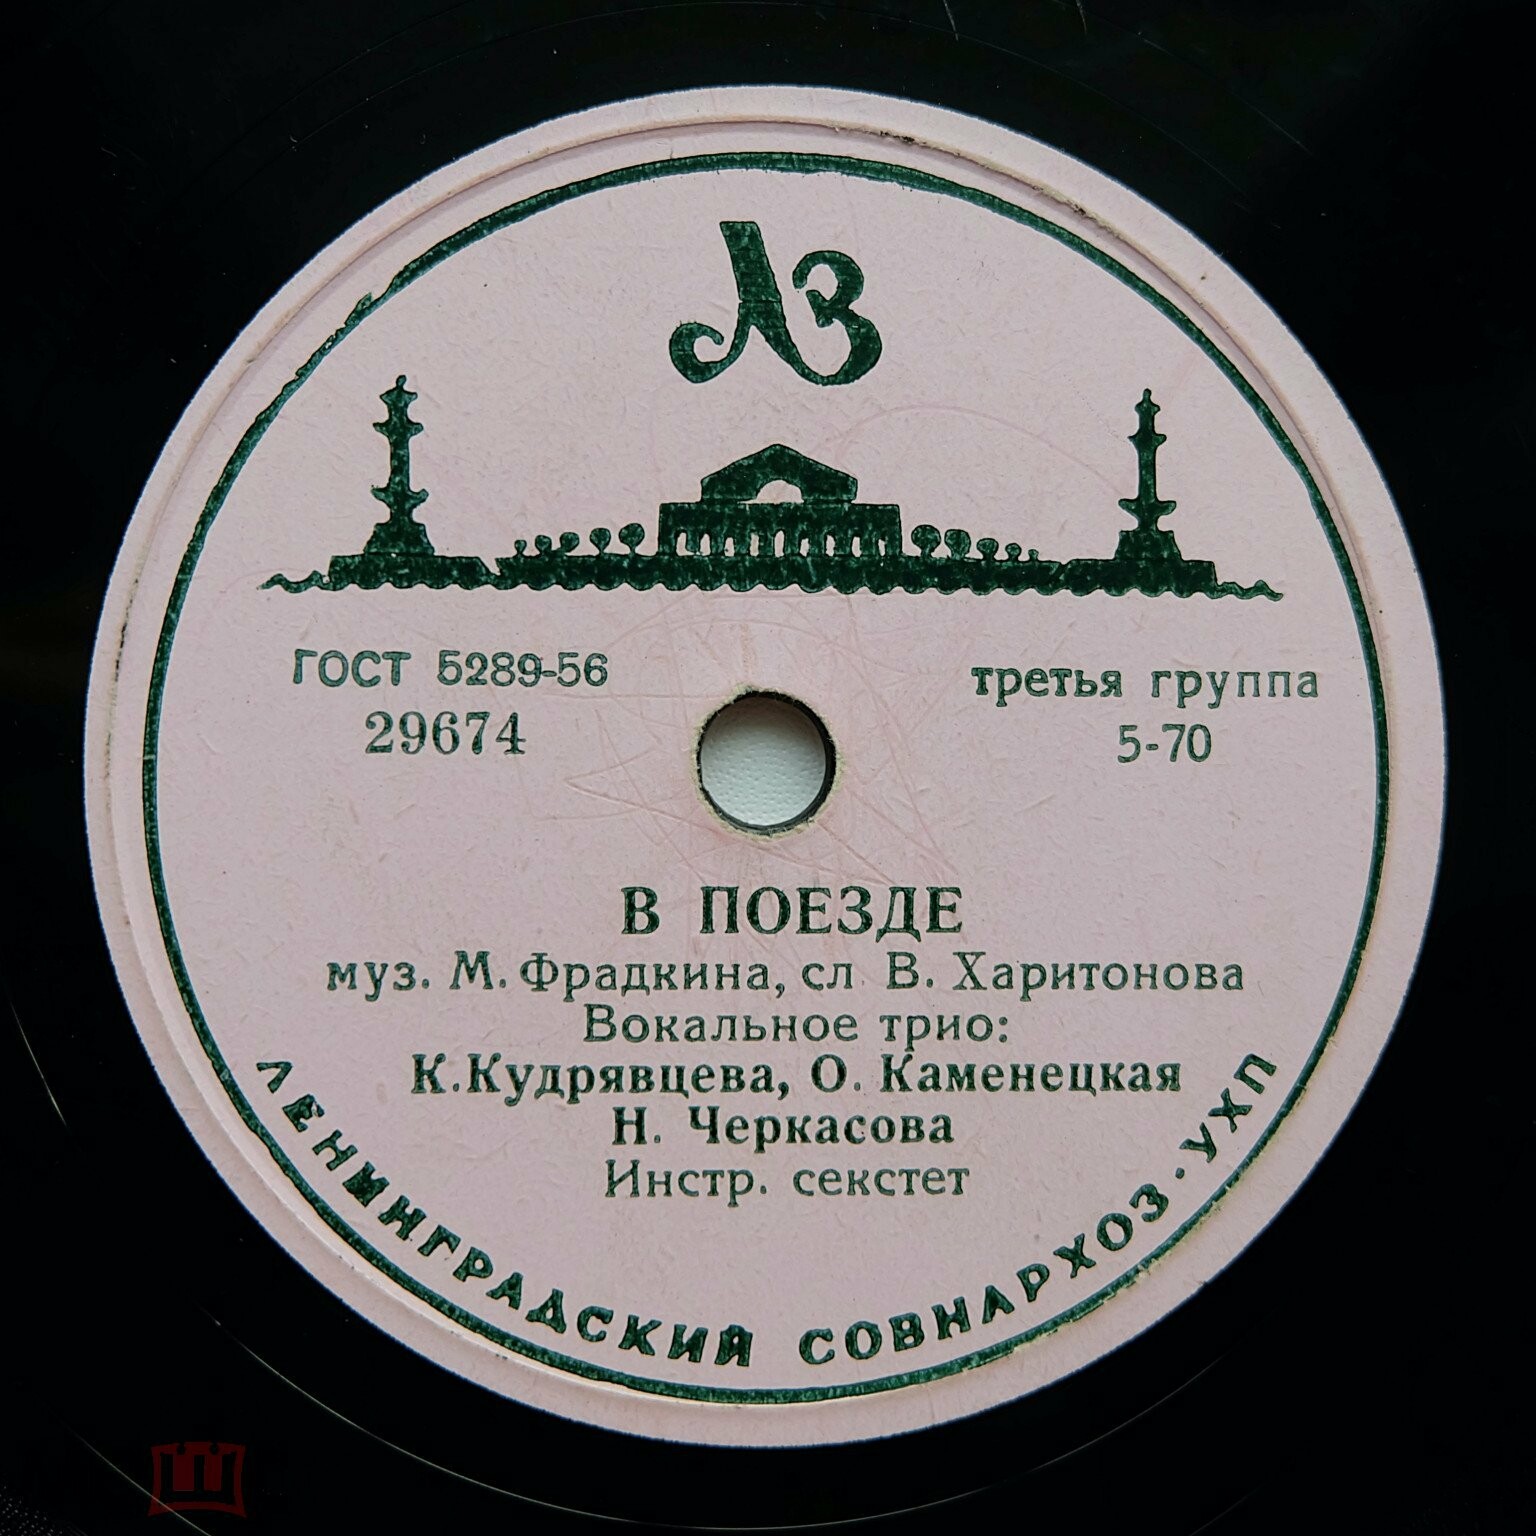 ЛЗ
ГОСТ 5289-56
29674
третья группа
5-70
В ПОЕЗДЕ
муз. М. Фрадкина, сл В. Харитонова
Вокальное трио:
К. Кудрявцева, О. Каменецкая
Н. Черкасова
Инстр. секстет
ЛЕНИНГРАДСКИЙ СОВНАРХОЗ · УХП